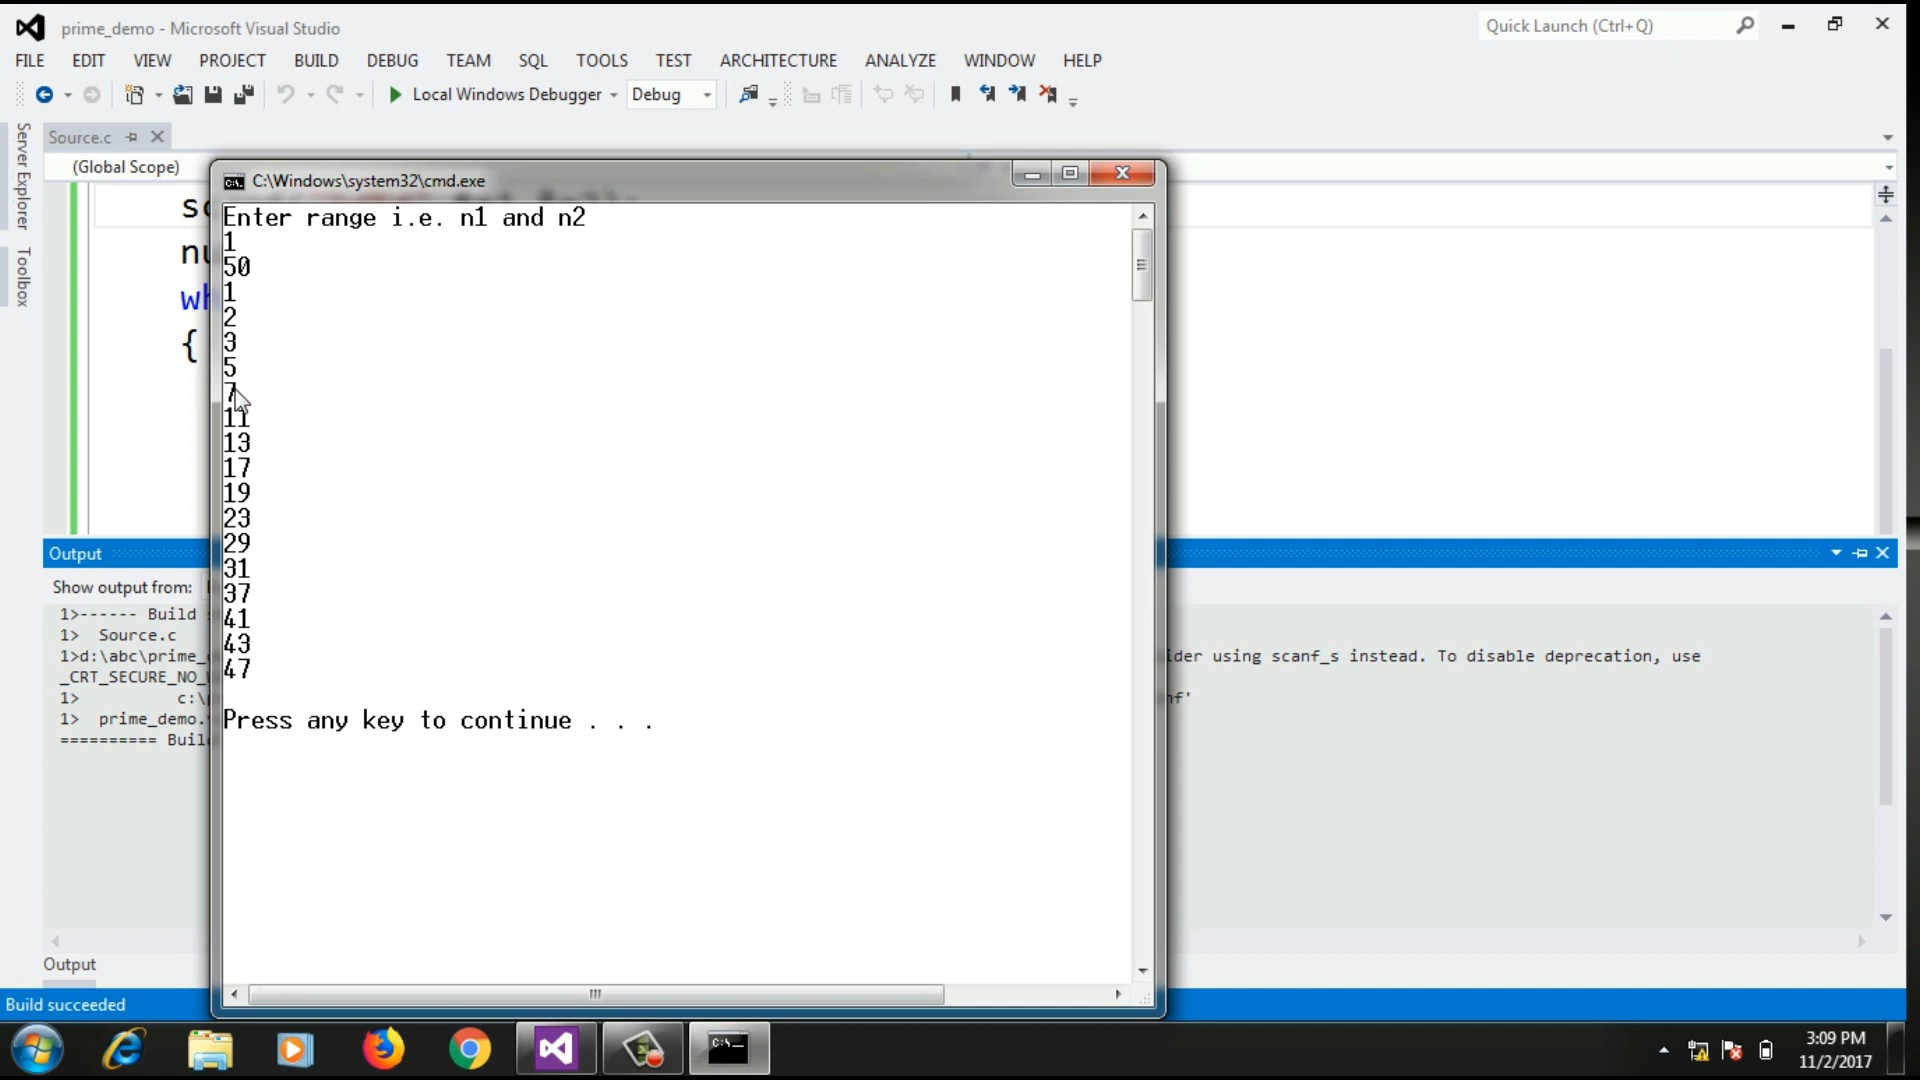 prime_demo - Microsoft Visual Studio
Quick Launch (Ctrl+Q)
FILE EDIT VIEW PROJECT BUILD DEBUG TEAM SQL TOOLS TEST ARCHITECTURE ANALYZE WINDOW HELP
Local Windows Debugger Debug
Server Explorer
Toolbox
Source.c
(Global Scope)
C:\Windows\system32\cmd.exe
Enter range i.e. n1 and n2
1
50
1
2
3
5
7
11
13
17
19
23
29
31
37
41
43
47
Press any key to continue . . .
{
Output
Show output from:
1>------ Build
1> Source.c
1>d:\abc\prime_ ider using scanf_s instead. To disable deprecation, use
_CRT_SECURE_NO_
1> c:\
1> prime_demo.
========== Buil
Output
Build succeeded
3:09 PM
11/2/2017